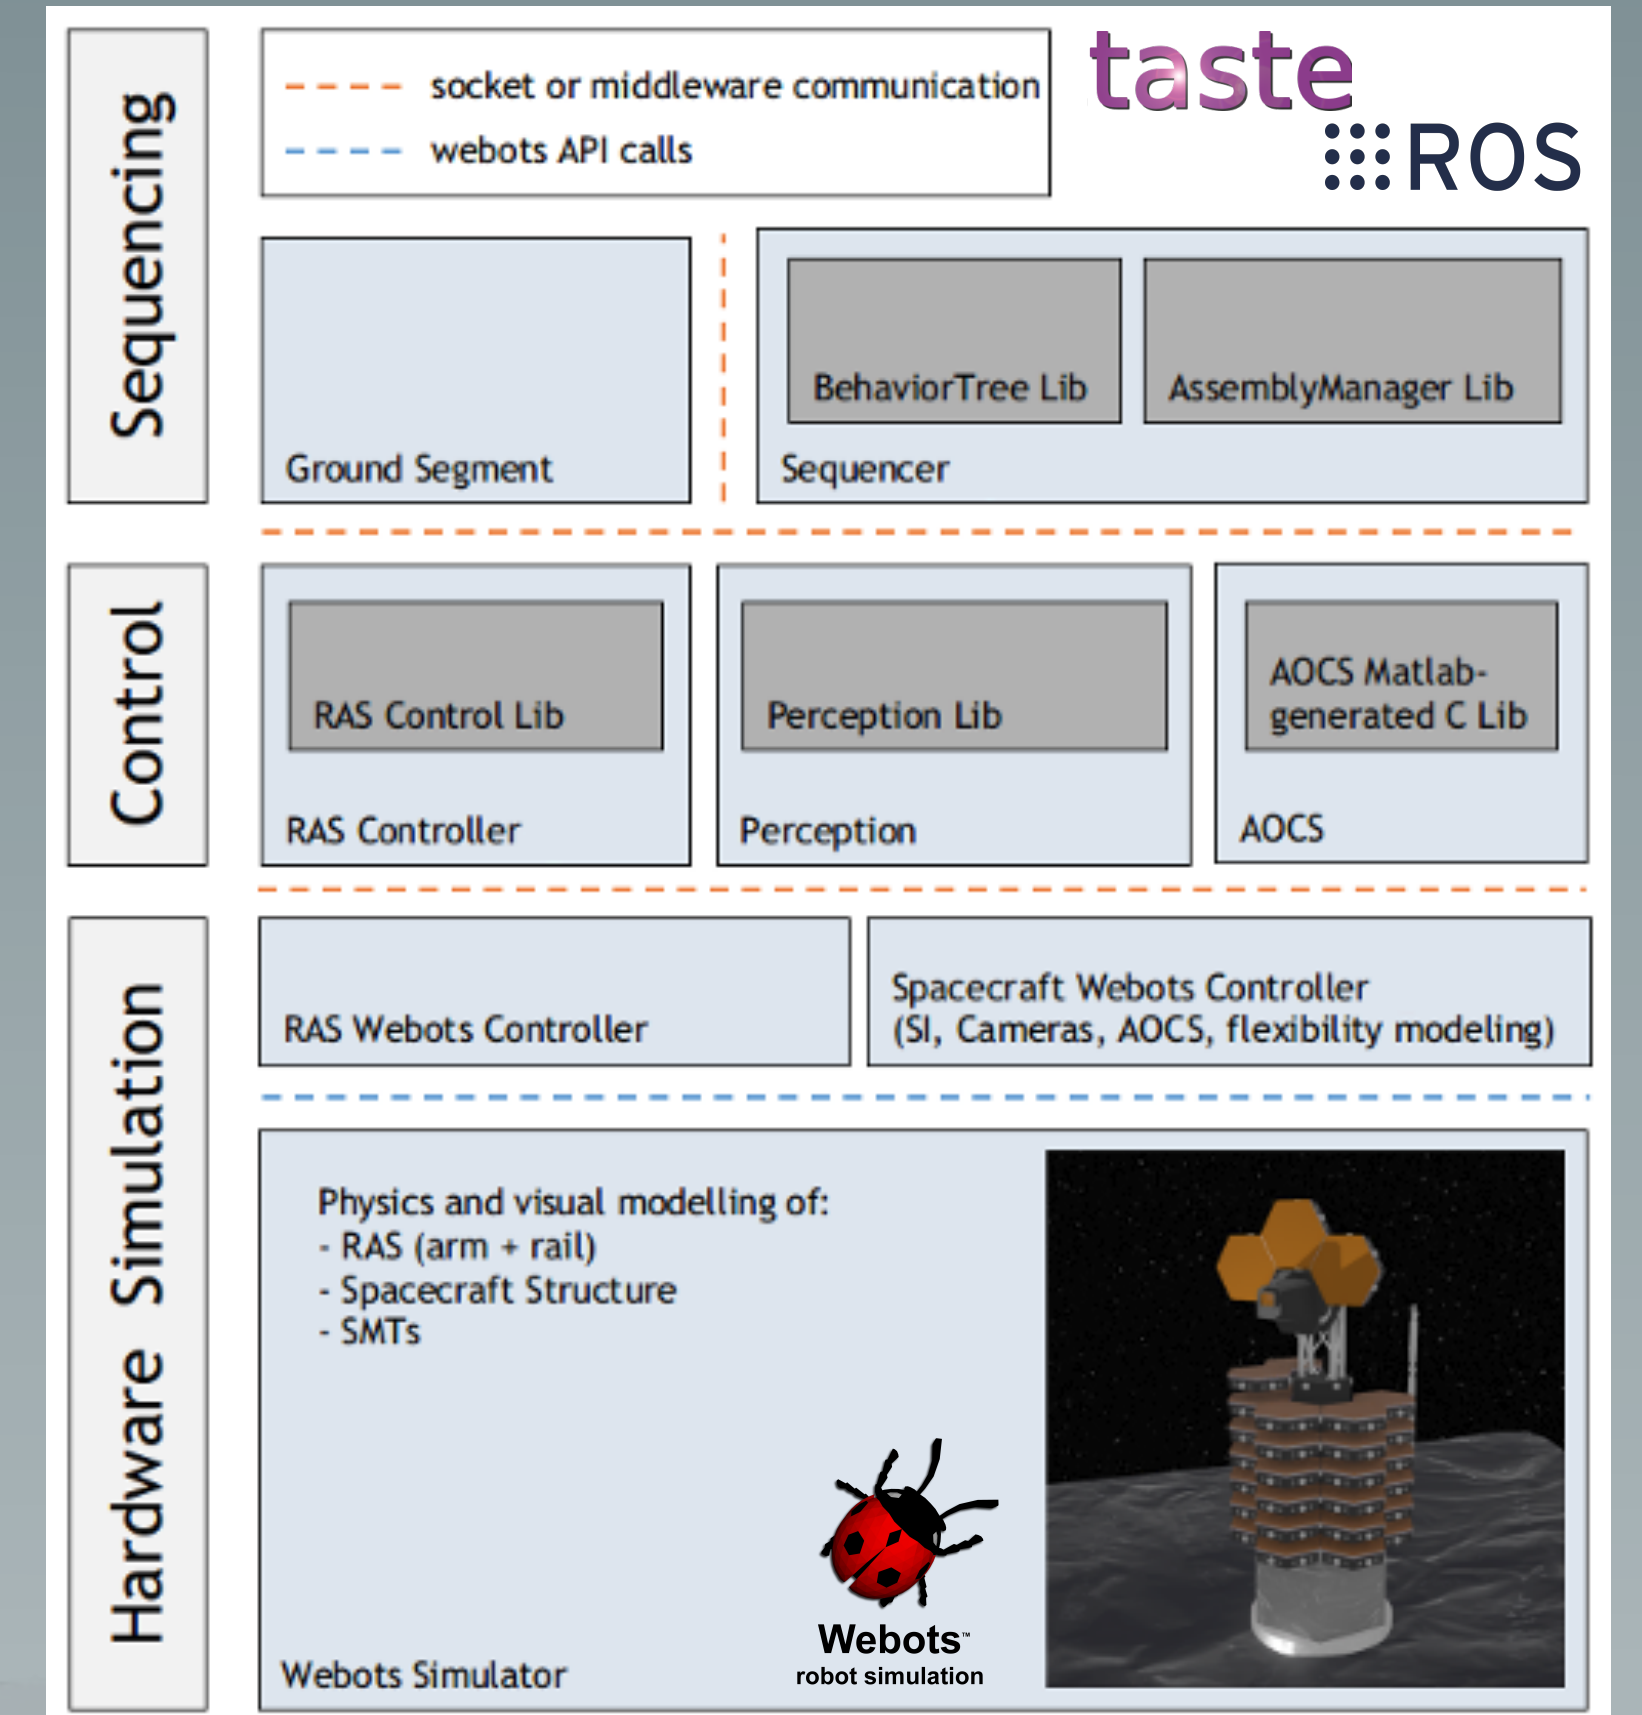 Sequencing
socket or middleware communication
webots API calls
taste
ROS
Ground Segment
BehaviorTree Lib
AssemblyManager Lib
Sequencer
Control
RAS Control Lib
RAS Controller
Perception Lib
Perception
AOCS Matlab-
generated C Lib
AOCS
Hardware Simulation
RAS Webots Controller
Spacecraft Webots Controller
(SI, Cameras, AOCS, flexibility modeling)
Physics and visual modelling of:
- RAS (arm + rail)
- Spacecraft Structure
- SMTs
Webots™
robot simulation
Webots Simulator